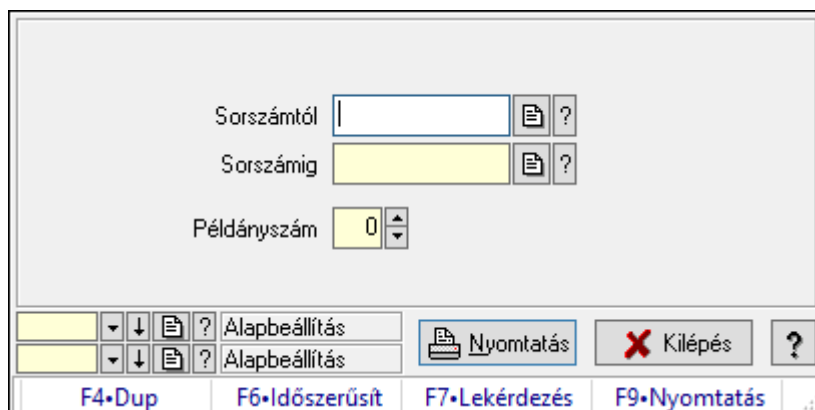 Sorszámtól ?
Sorszámig ?
Példányszám 0
? Alapbeállítás
? Alapbeállítás
Nyomtatás Kilépés ?
F4•Dup F6•Időszerűsít F7•Lekérdezés F9•Nyomtatás